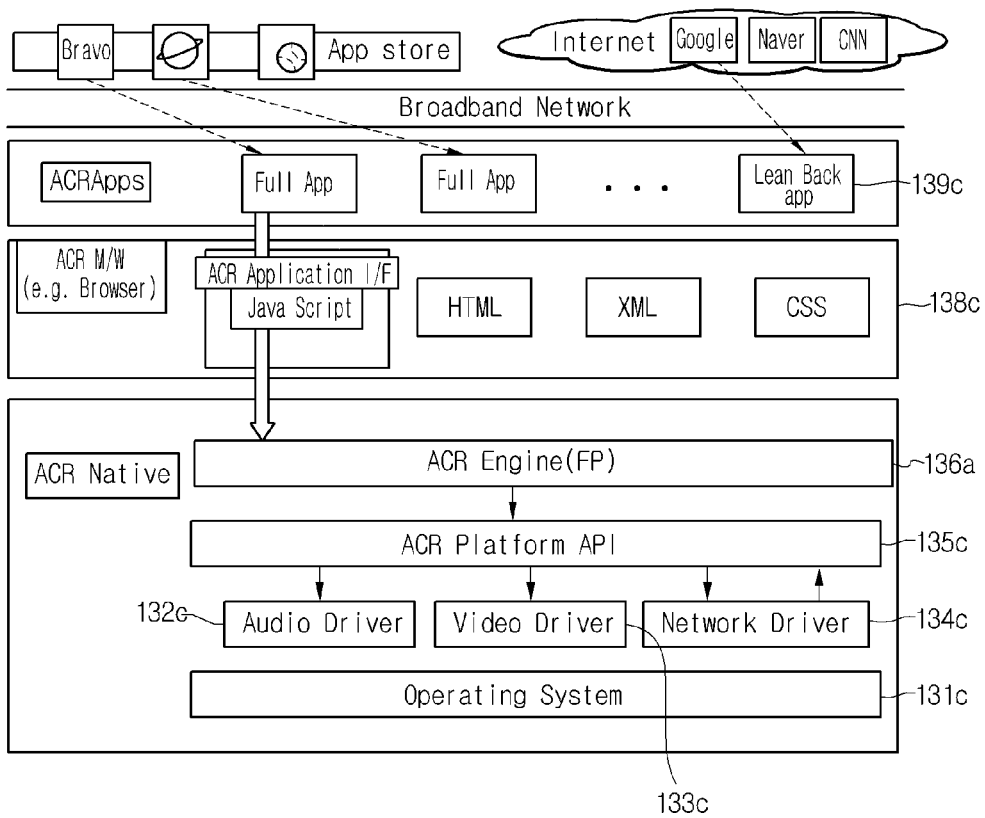 Bravo
App store
Internet
Google
Naver
CNN
Broadband Network
ACRApps
Full App
Full App
. . .
Lean Back
app
139c
ACR M/W
(e.g. Browser)
ACR Application I/F
Java Script
HTML
XML
CSS
138c
ACR Native
ACR Engine(FP)
136a
ACR Platform API
135c
132c
Audio Driver
Video Driver
Network Driver
134c
Operating System
131c
133c